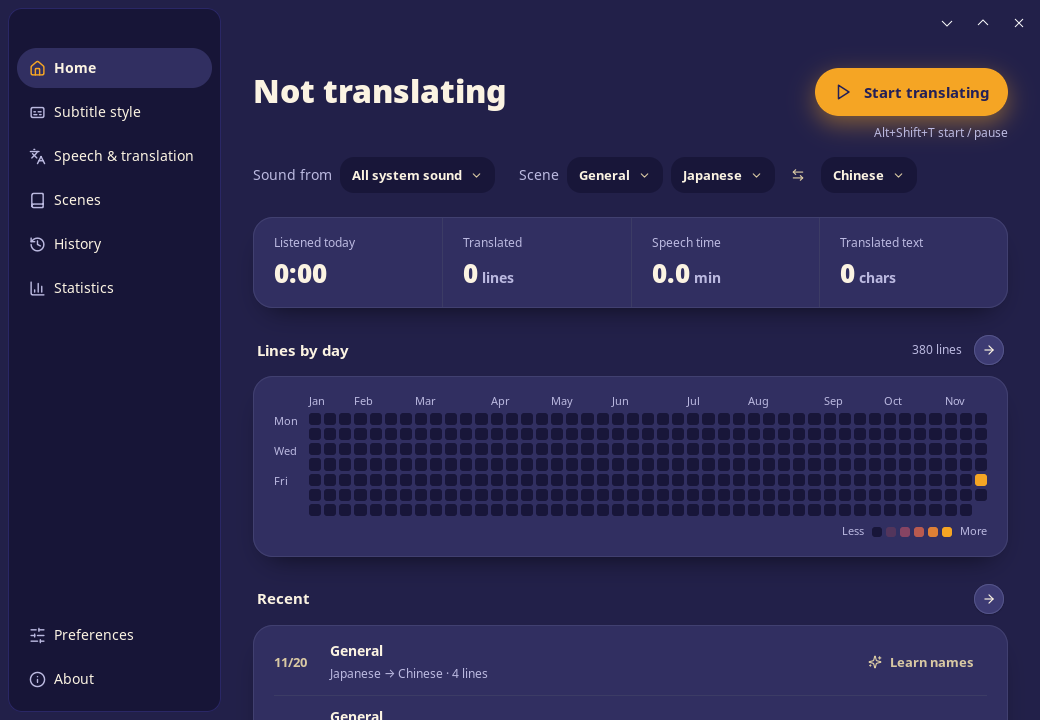 Home
Subtitle style
Speech & translation
Scenes
History
Statistics
Preferences
About
Not translating
Start translating
Alt+Shift+T start / pause
Sound from All system sound Scene General Japanese Chinese
Listened today
0:00
Translated
0 lines
Speech time
0.0 min
Translated text
0 chars
Lines by day
380 lines
Jan Feb Mar Apr May Jun Jul Aug Sep Oct Nov
Mon
Wed
Fri
Less More
Recent
11/20
General
Japanese → Chinese · 4 lines
Learn names
General